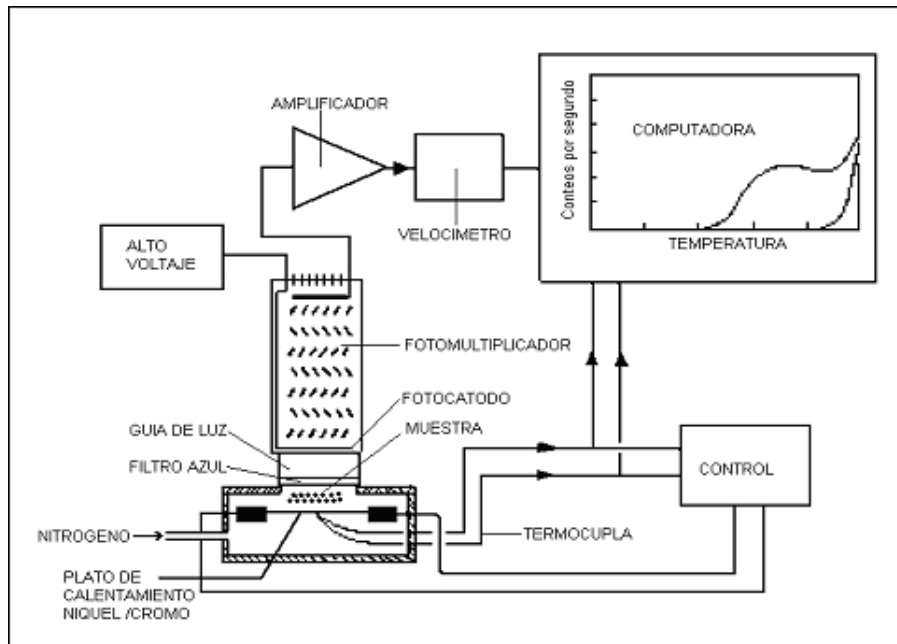 AMPLIFICADOR
Conteos por segundo
COMPUTADORA
TEMPERATURA
VELOCIMETRO
ALTO
VOLTAJE
FOTOMULTIPLICADOR
FOTOCATODO
GUIA DE LUZ
MUESTRA
FILTRO AZUL
CONTROL
NITROGENO
TERMOCUPLA
PLATO DE
CALENTAMIENTO
NIQUEL /CROMO